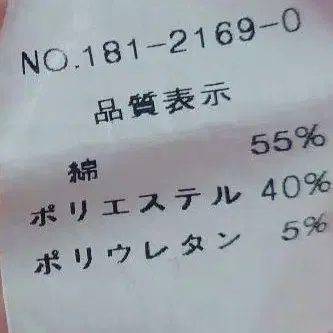 NO.181-2169-0
品質表示
綿 55%
ポリエステル 40%
ポリウレタン 5%